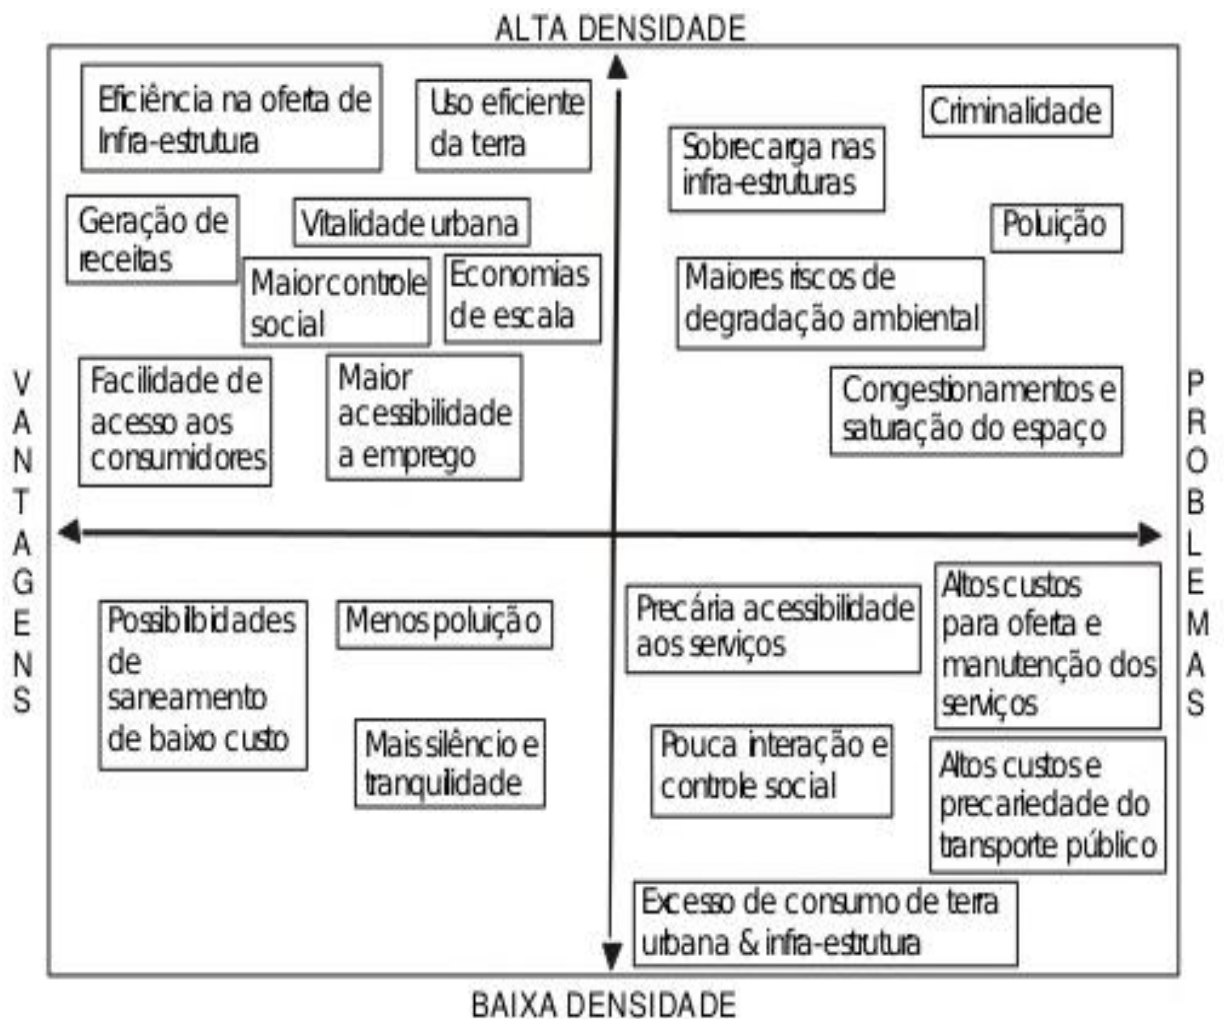 ALTA DENSIDADE
Eficiência na oferta de
Infra-estrutura
Uso eficiente
da terra
Criminalidade
Sobrecarga nas
infra-estruturas
Geração de
receitas
Vitalidade urbana
Poluição
Maior controle
social
Economias
de escala
Maiores riscos de
degradação ambiental
Facilidade de
acesso aos
consumidores
Maior
acessibilidade
a emprego
Congestionamentos e
saturação do espaço
VANTAGENS
PROBLEMAS
Possibilbidades
de
saneamento
de baixo custo
Menos poluição
Precária acessibilidade
aos serviços
Altos custos
para oferta e
manutenção dos
serviços
Mais silêncio e
tranquilidade
Pouca interação e
controle social
Altos custos e
precariedade do
transporte público
Excesso de consumo de terra
urbana & infra-estrutura
BAIXA DENSIDADE